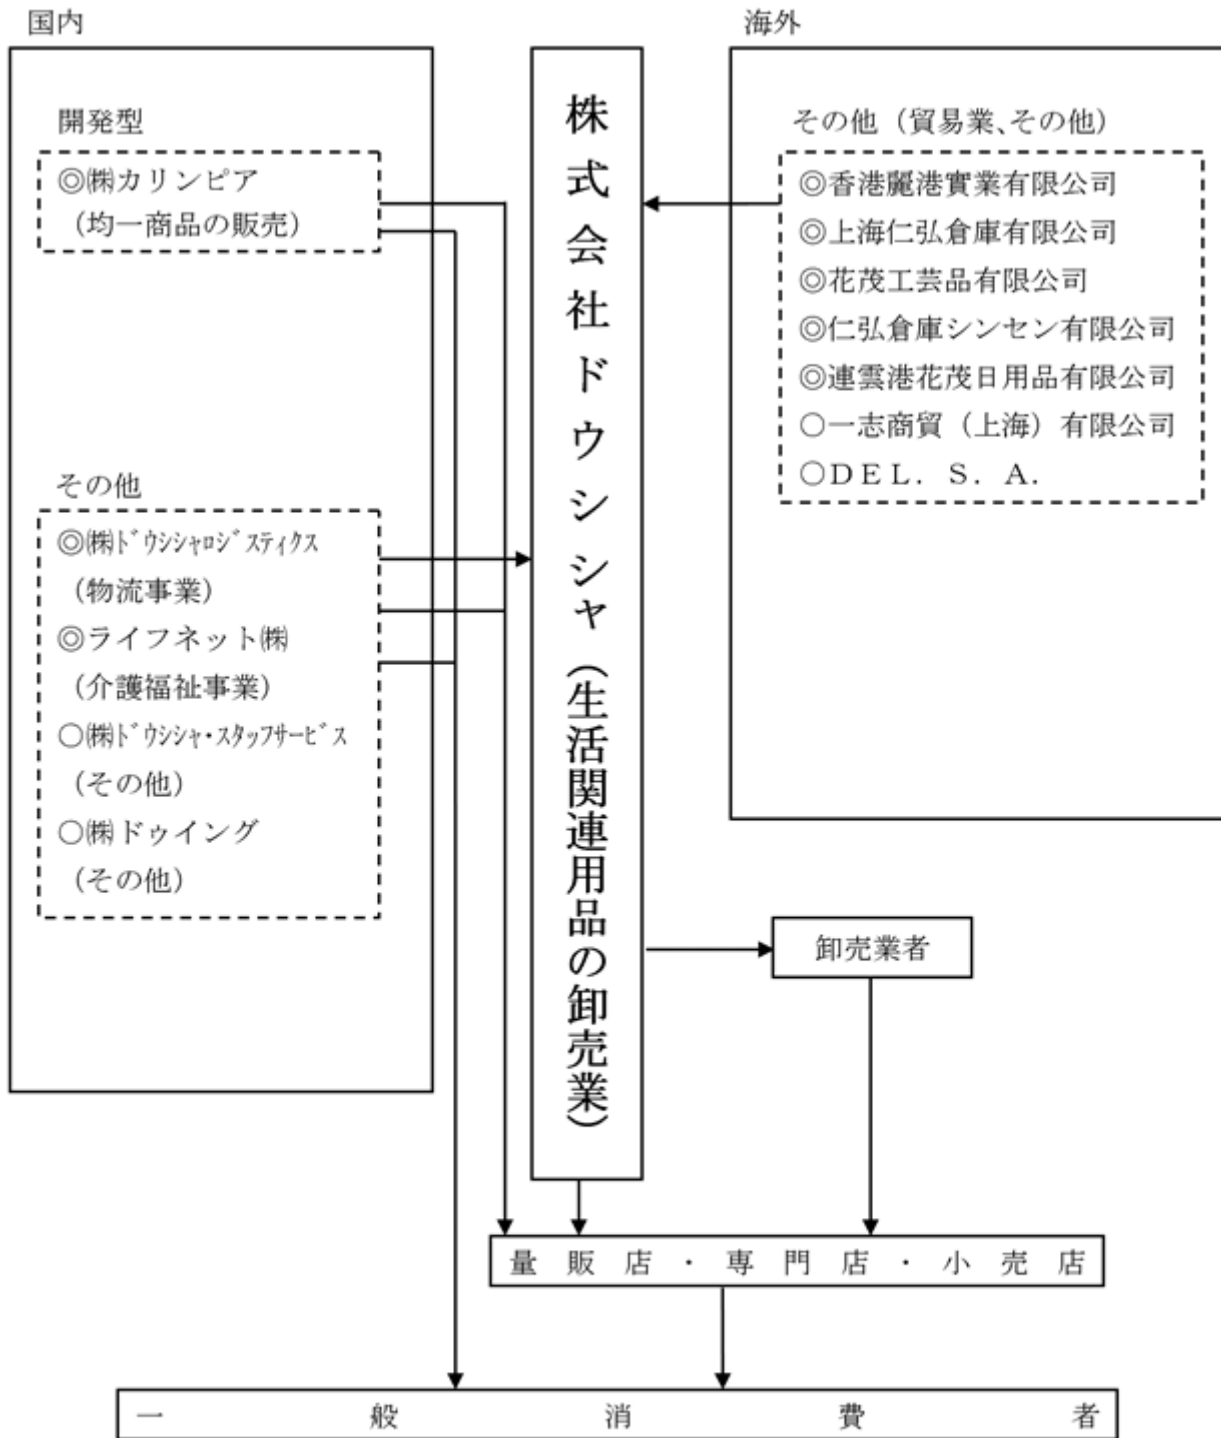 国内
開発型
◎㈱カリンピア
(均一商品の販売)
その他
◎㈱ﾄﾞｳｼｼｬﾛｼﾞｽﾃｨｸｽ
(物流事業)
◎ライフネット㈱
(介護福祉事業)
○㈱ﾄﾞｳｼｼｬ・ｽﾀｯﾌｻｰﾋﾞｽ
(その他)
○㈱ドゥイング
(その他)
株式会社ドウシシャ(生活関連用品の卸売業)
海外
その他(貿易業、その他)
◎香港麗港實業有限公司
◎上海仁弘倉庫有限公司
◎花茂工芸品有限公司
◎仁弘倉庫シンセン有限公司
◎連雲港花茂日用品有限公司
○一志商貿(上海)有限公司
○DEL. S. A.
卸売業者
量販店・専門店・小売店
一般消費者